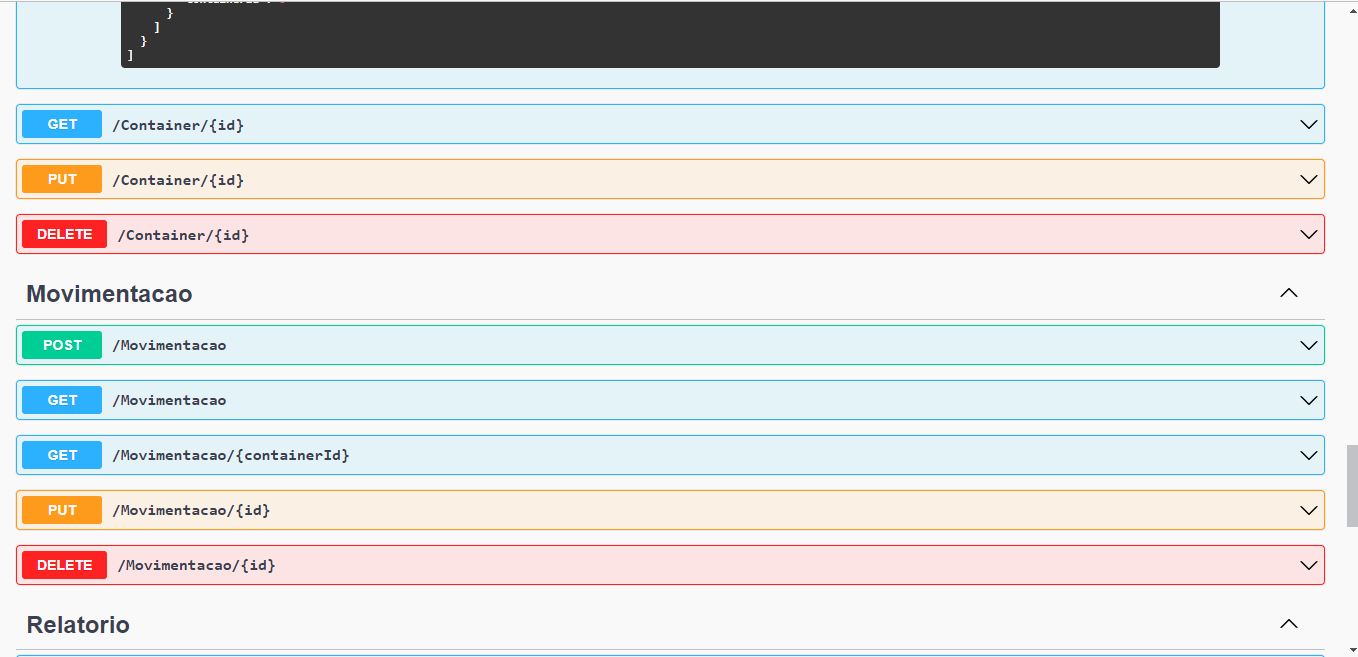 }
]
}
]
GET /Container/{id}
PUT /Container/{id}
DELETE /Container/{id}
Movimentacao
POST /Movimentacao
GET /Movimentacao
GET /Movimentacao/{containerId}
PUT /Movimentacao/{id}
DELETE /Movimentacao/{id}
Relatorio